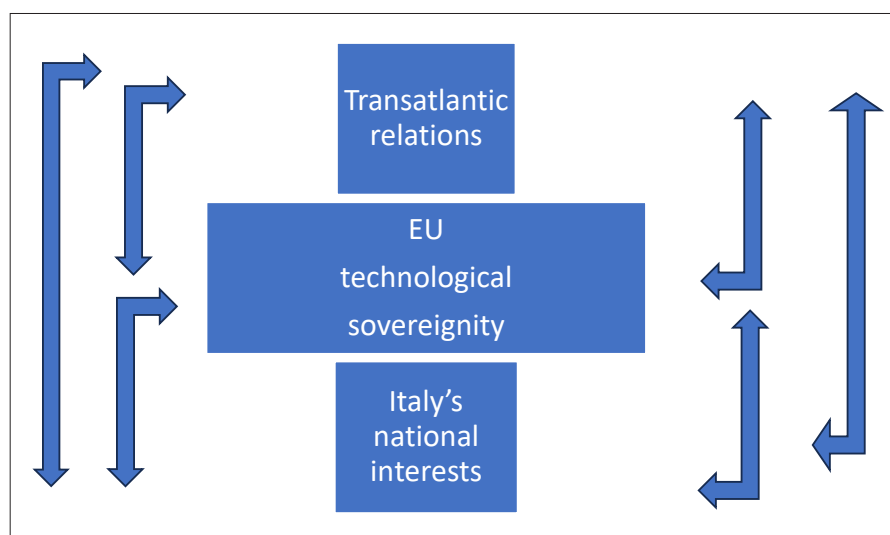 Transatlantic
relations
EU
technological
sovereignity
Italy’s
national
interests